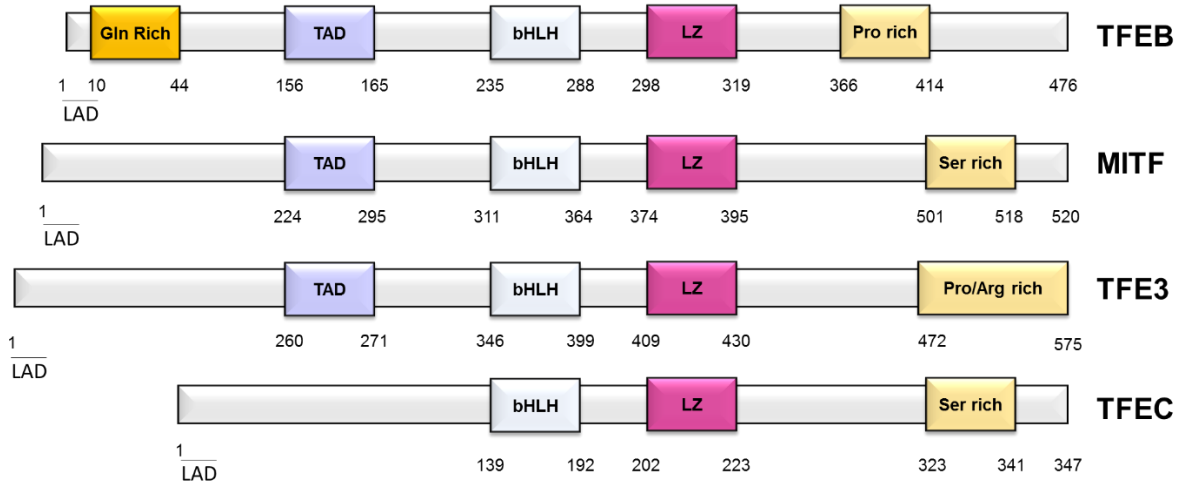 Gln Rich TAD bHLH LZ Pro rich TFEB
1 10 44 156 165 235 288 298 319 366 414 476
LAD
TAD bHLH LZ Ser rich MITF
1 224 295 311 364 374 395 501 518 520
LAD
TAD bHLH LZ Pro/Arg rich TFE3
1 260 271 346 399 409 430 472 575
LAD
bHLH LZ Ser rich TFEC
1 139 192 202 223 323 341 347
LAD